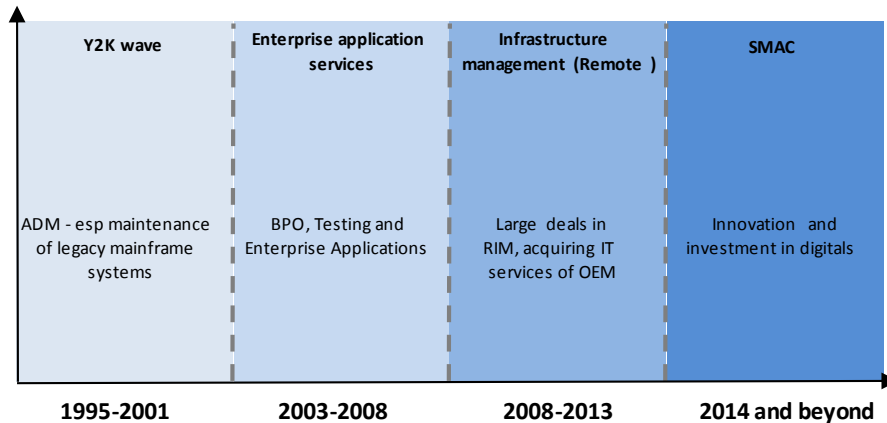 Y2K wave
Enterprise application
services
Infrastructure
management (Remote )
SMAC
ADM - esp maintenance
of legacy mainframe
systems
BPO, Testing and
Enterprise Applications
Large deals in
RIM, acquiring IT
services of OEM
Innovation and
investment in digitals
1995-2001
2003-2008
2008-2013
2014 and beyond